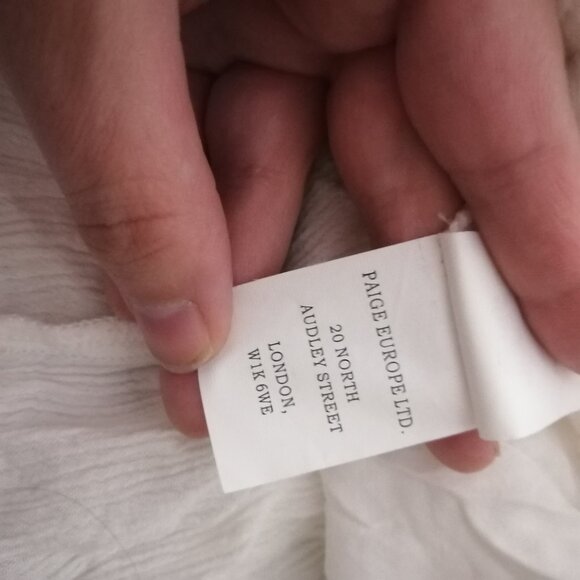 PAIGE EUROPE LTD.
20 NORTH
AUDLEY STREET
LONDON,
W1K 6WE